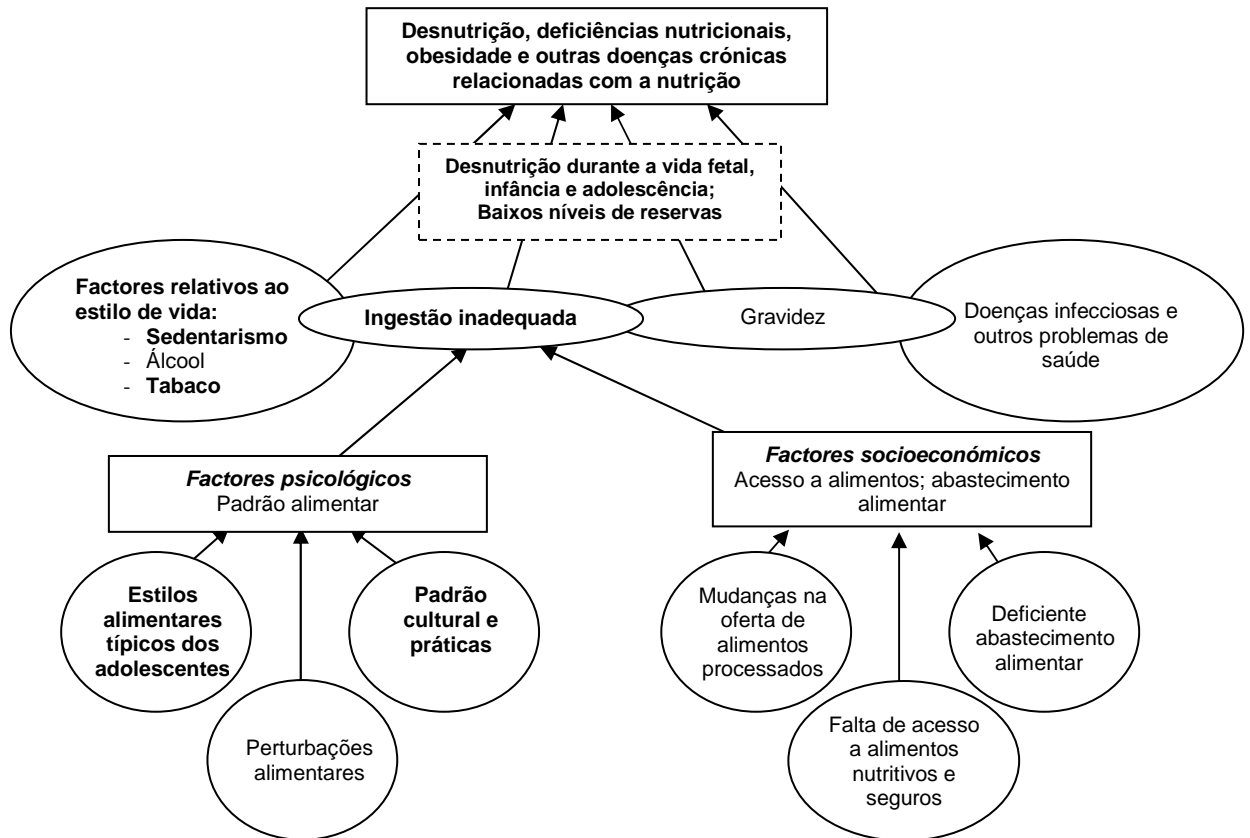 Desnutrição, deficiências nutricionais,
obesidade e outras doenças crónicas
relacionadas com a nutrição
Desnutrição durante a vida fetal,
infância e adolescência;
Baixos níveis de reservas
Factores relativos ao
estilo de vida:
- Sedentarismo
- Álcool
- Tabaco
Ingestão inadequada
Gravidez
Doenças infecciosas e
outros problemas de
saúde
Factores psicológicos
Padrão alimentar
Factores socioeconómicos
Acesso a alimentos; abastecimento
alimentar
Estilos
alimentares
típicos dos
adolescentes
Perturbações
alimentares
Padrão
cultural e
práticas
Mudanças na
oferta de
alimentos
processados
Falta de acesso
a alimentos
nutritivos e
seguros
Deficiente
abastecimento
alimentar